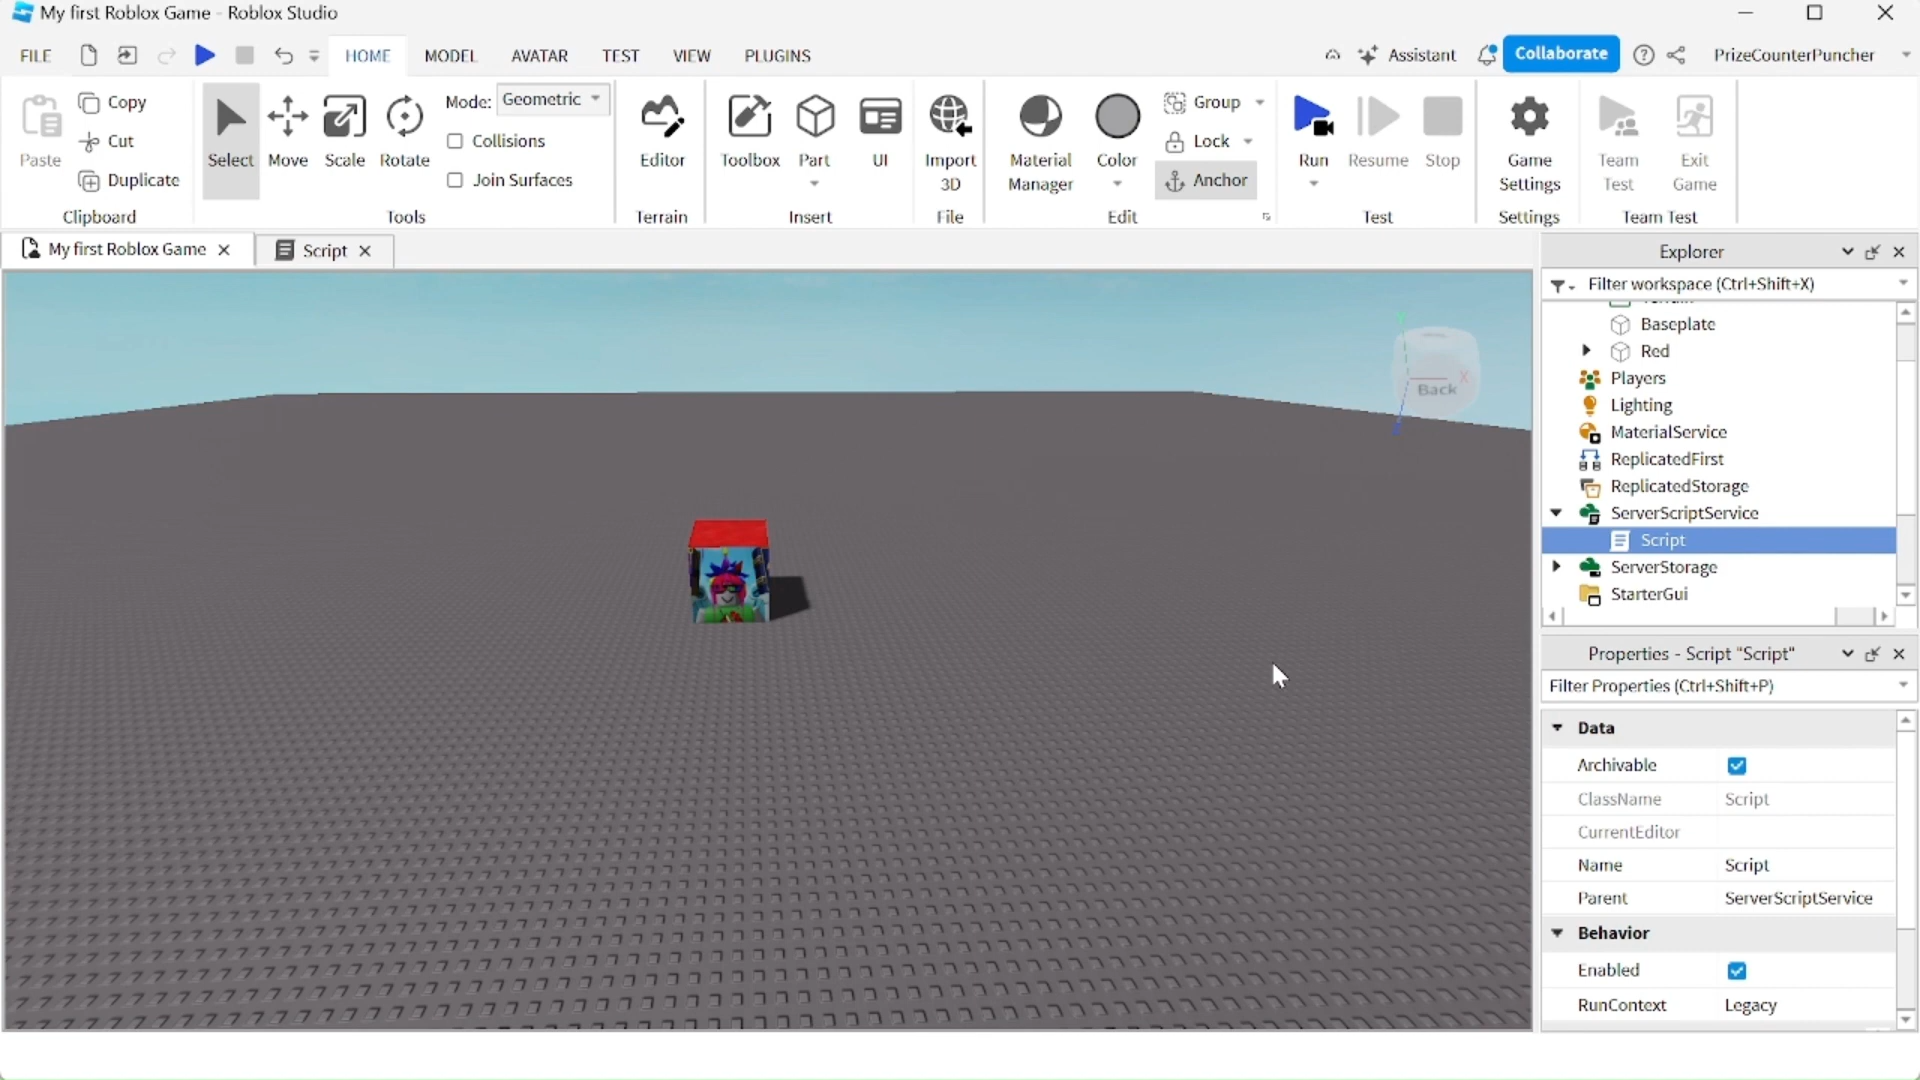 My first Roblox Game - Roblox Studio
FILE
HOME
MODEL
AVATAR
TEST
VIEW
PLUGINS
Assistant
Collaborate
PrizeCounterPuncher
Paste
Copy
Cut
Duplicate
Clipboard
Select
Move
Scale
Rotate
Mode: Geometric
Collisions
Join Surfaces
Tools
Editor
Terrain
Toolbox
Part
UI
Insert
Import
3D
File
Material
Manager
Color
Group
Lock
Anchor
Edit
Run
Resume
Stop
Test
Game
Settings
Settings
Team
Test
Exit
Game
Team Test
My first Roblox Game
Script
Back
X
Explorer
Filter workspace (Ctrl+Shift+X)
Baseplate
Red
Players
Lighting
MaterialService
ReplicatedFirst
ReplicatedStorage
ServerScriptService
Script
ServerStorage
StarterGui
Properties - Script "Script"
Filter Properties (Ctrl+Shift+P)
Data
Archivable
ClassName Script
CurrentEditor
Name Script
Parent ServerScriptService
Behavior
Enabled
RunContext Legacy